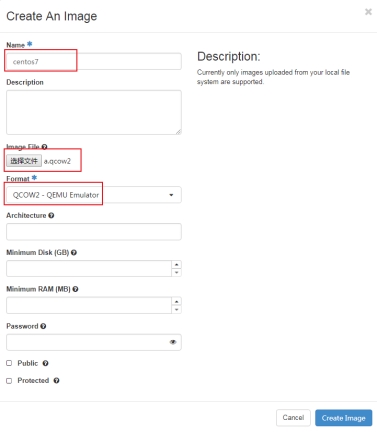 Create An Image
×
Name *
centos7
Description
Image File
选择文件 a.qcow2
Format *
QCOW2 - QEMU Emulator
Architecture
Minimum Disk (GB)
Minimum RAM (MB)
Password
Public
Protected
Description:
Currently only images uploaded from your local file
system are supported.
Cancel
Create Image